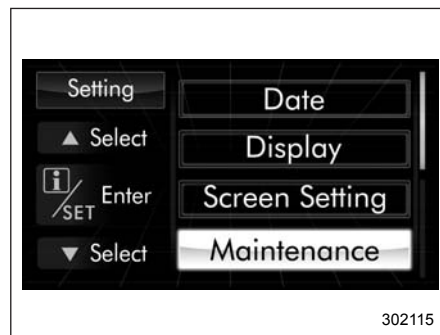 Setting
▲ Select
i/SET Enter
▼ Select
Date
Display
Screen Setting
Maintenance
302115